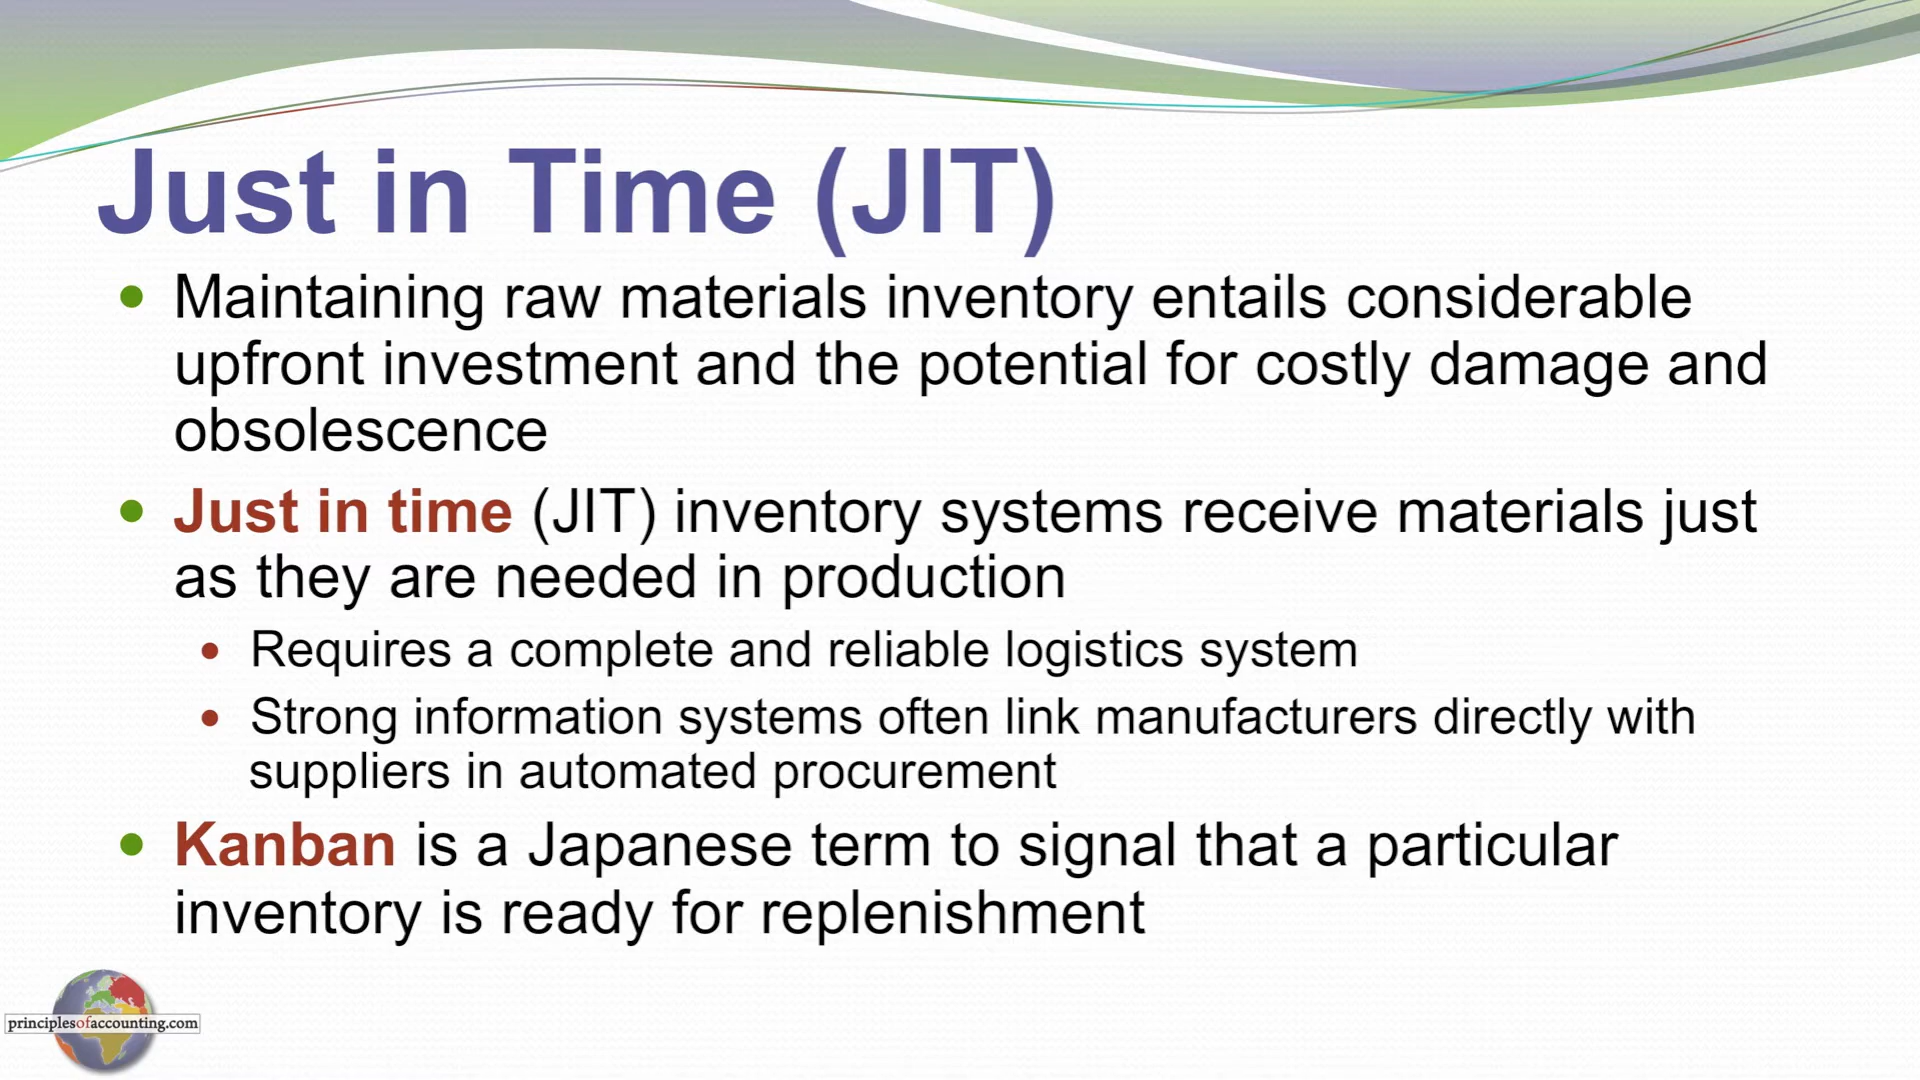 Just in Time (JIT)
Maintaining raw materials inventory entails considerable
upfront investment and the potential for costly damage and
obsolescence
Just in time (JIT) inventory systems receive materials just
as they are needed in production
Requires a complete and reliable logistics system
Strong information systems often link manufacturers directly with
suppliers in automated procurement
Kanban is a Japanese term to signal that a particular
inventory is ready for replenishment
principlesofaccounting.com